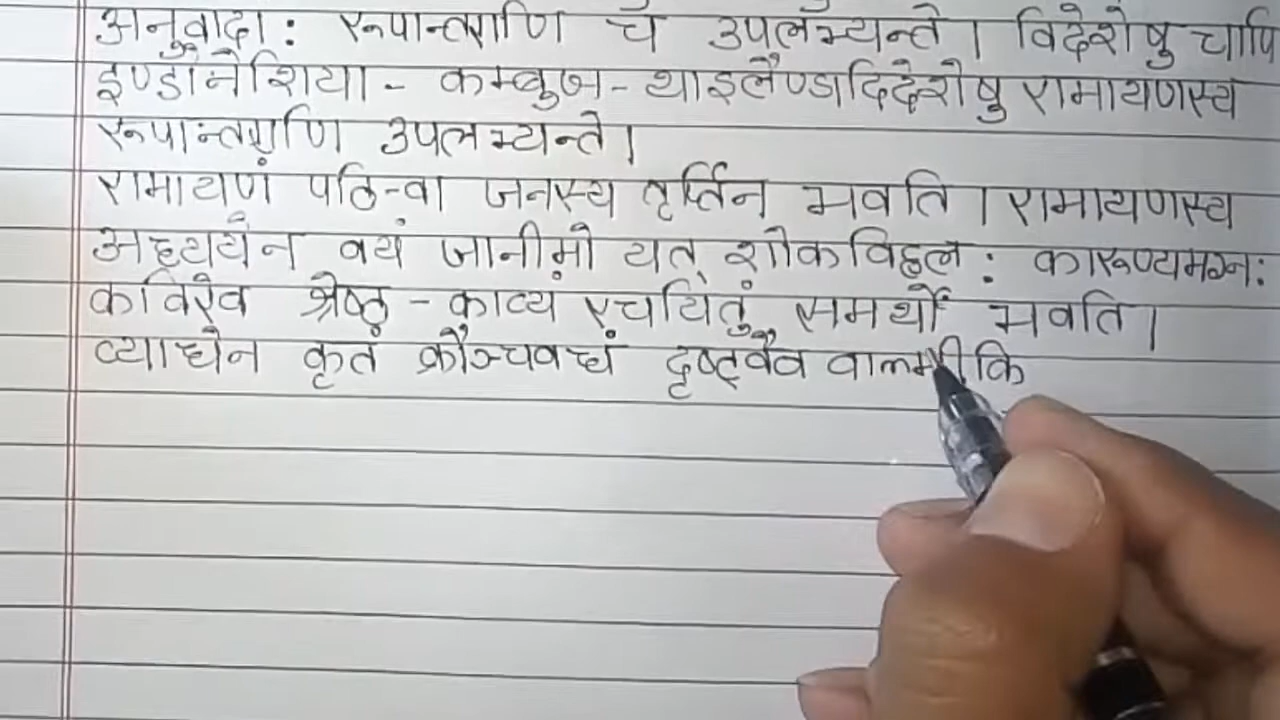 अनुवादा: रूपान्तराणि च उपलभ्यन्ते। विदेशेषु चापि
इण्डोनेशिया - कम्बुज - थाइलैण्डादिदेशेषु रामायणस्य
रूपान्तराणि उपलभ्यन्ते।
रामायणं पठित्वा जनस्य तृप्तिर्न भवति। रामायणस्य
अध्ययेन वयं जानीमो यत् शोकविह्वल: कारूण्यमग्न:
कविरेव श्रेष्ठं - काव्यं रचयितुं समर्थो भवति।
व्याधेन कृतं क्रौञ्चवधं दृष्ट्वैव वाल्मीकि